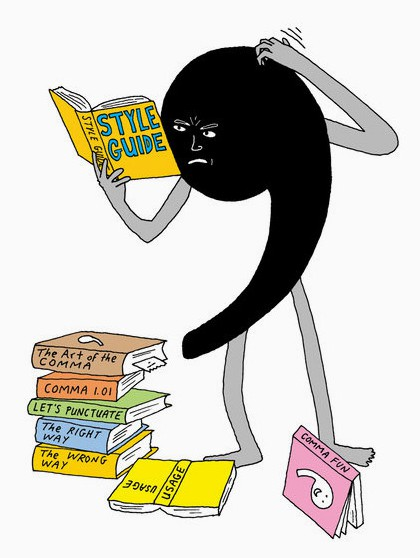 STYLE
GUIDE
STYLE GUIDE
The Art of the
COMMA
COMMA 1.01
LET'S PUNCTUATE
The RIGHT
WAY
The WRONG
WAY
USAGE
USAGE
COMMA FUN